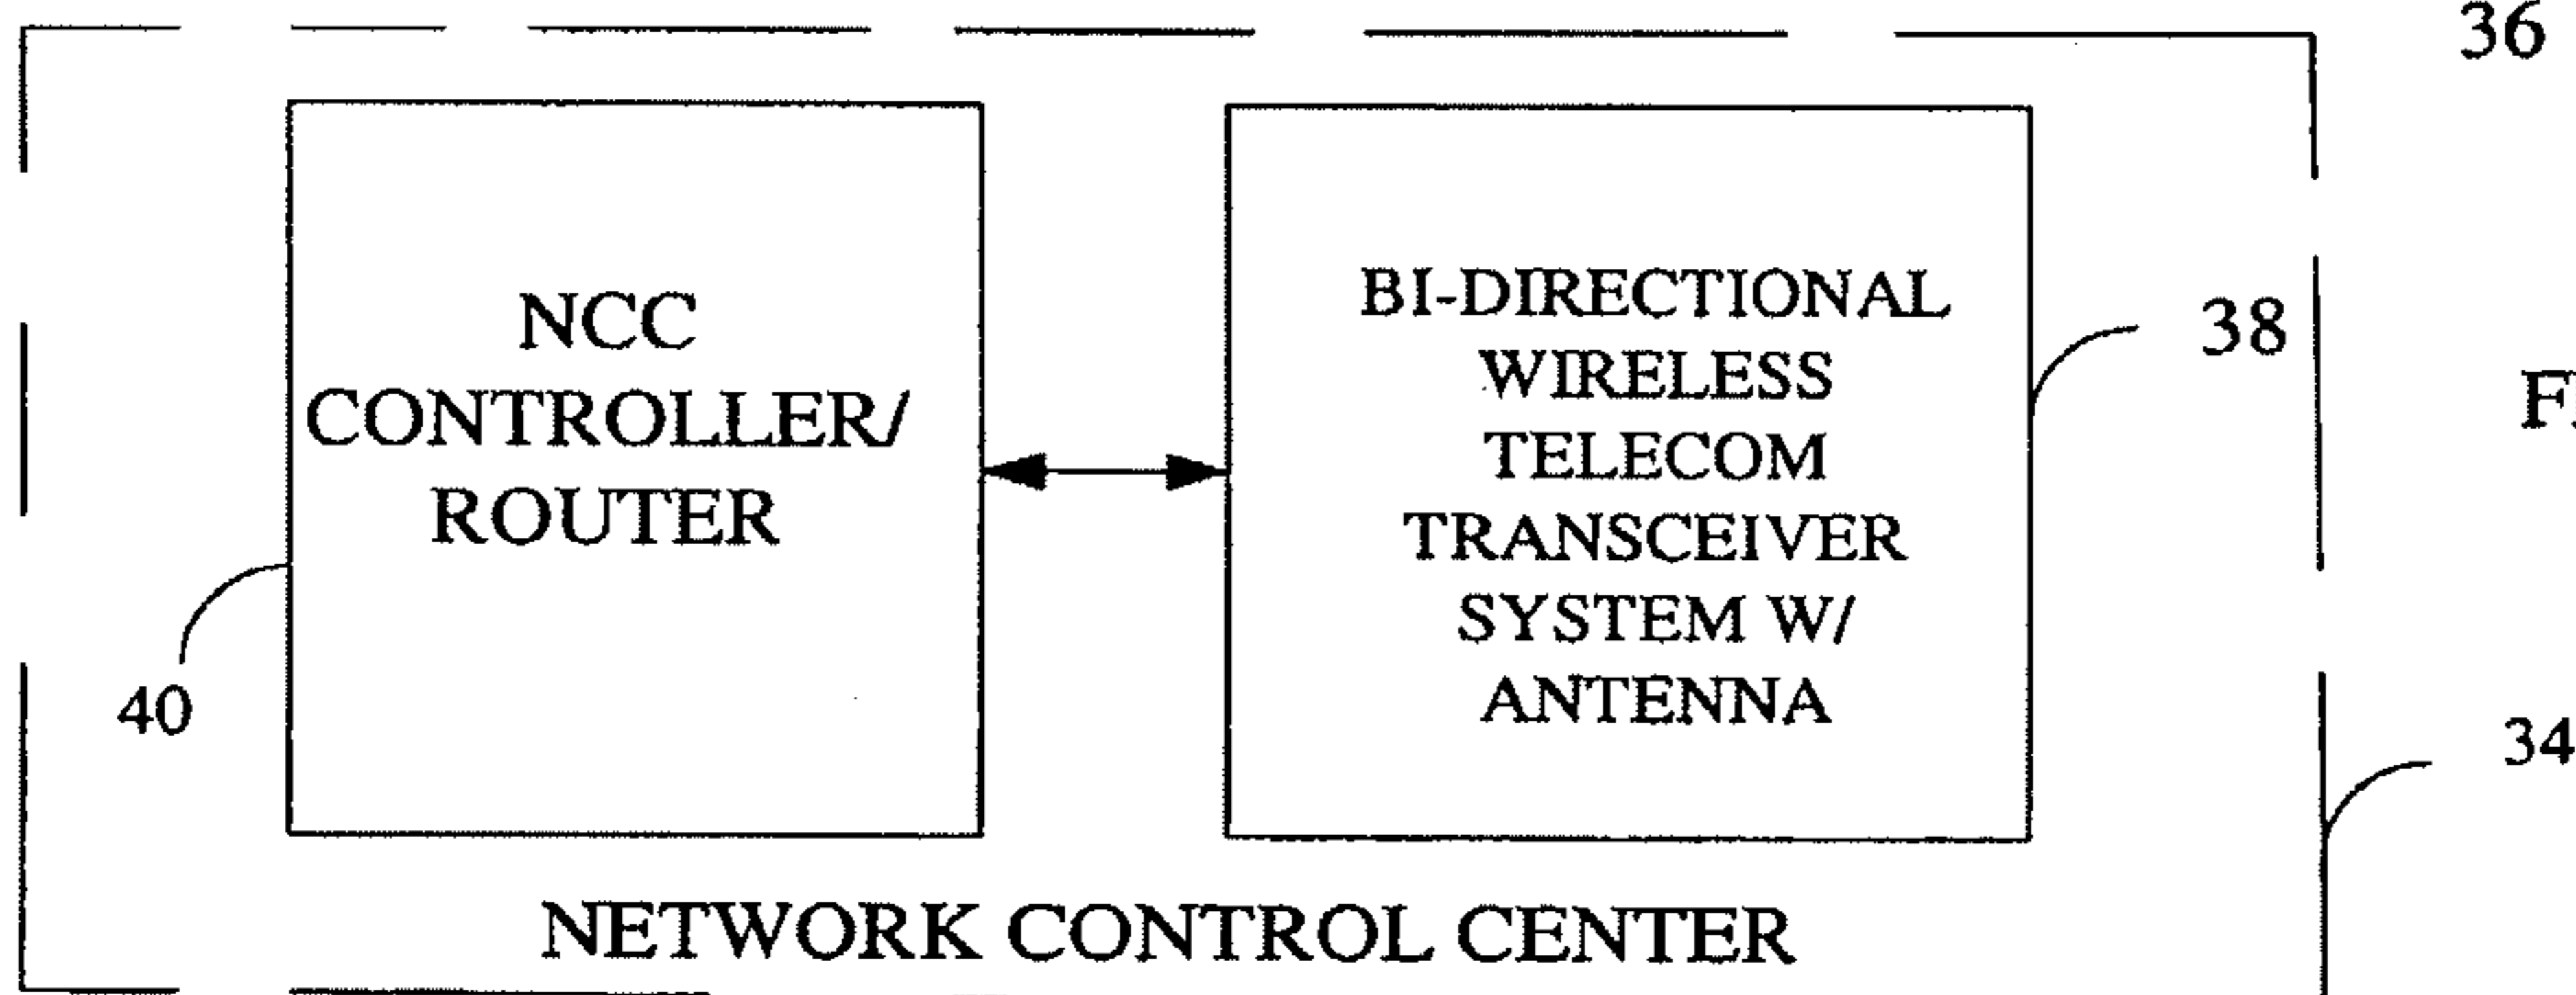 36
NCC
CONTROLLER/
ROUTER
BI-DIRECTIONAL
WIRELESS
TELECOM
TRANSCEIVER
SYSTEM W/
ANTENNA
38
40
34
NETWORK CONTROL CENTER